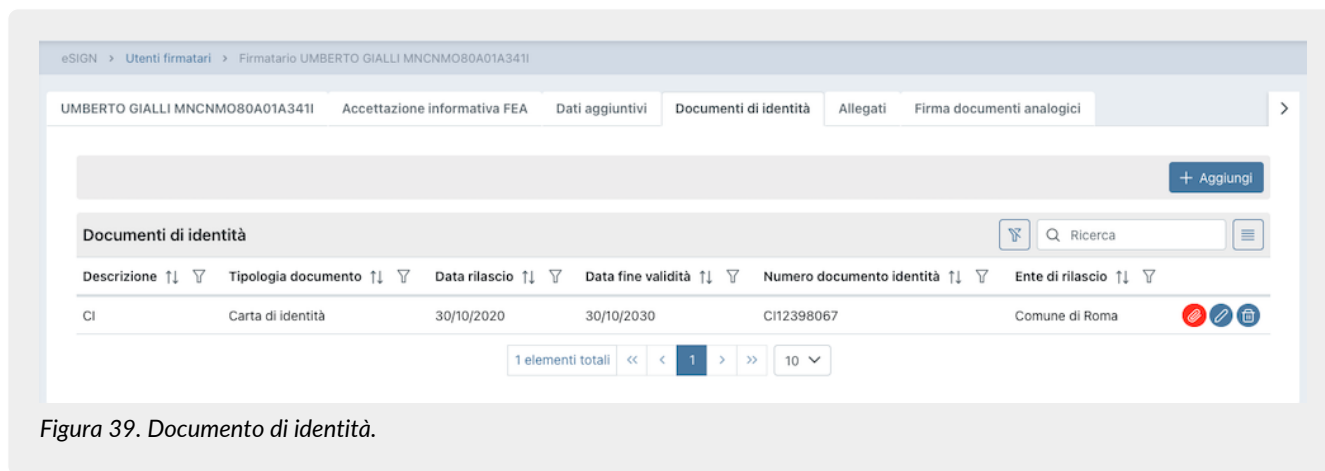 eSIGN > Utenti firmatari > Firmatario UMBERTO GIALLI MNCNMO80A01A341I
UMBERTO GIALLI MNCNMO80A01A341I Accettazione informativa FEA Dati aggiuntivi Documenti di identità Allegati Firma documenti analogici >
+ Aggiungi
Documenti di identità Ricerca
Descrizione Tipologia documento Data rilascio Data fine validità Numero documento identità Ente di rilascio
CI Carta di identità 30/10/2020 30/10/2030 CI12398067 Comune di Roma
1 elementi totali << < 1 > >> 10
Figura 39. Documento di identità.